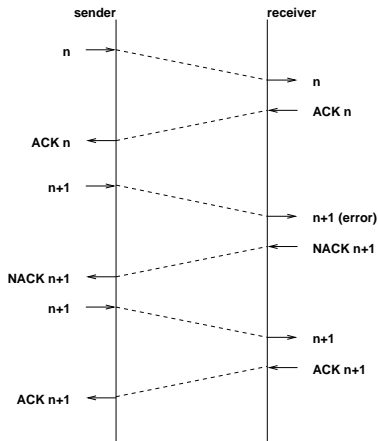 sender receiver
n
n
ACK n
ACK n
n+1
n+1 (error)
NACK n+1
NACK n+1
n+1
n+1
ACK n+1
ACK n+1